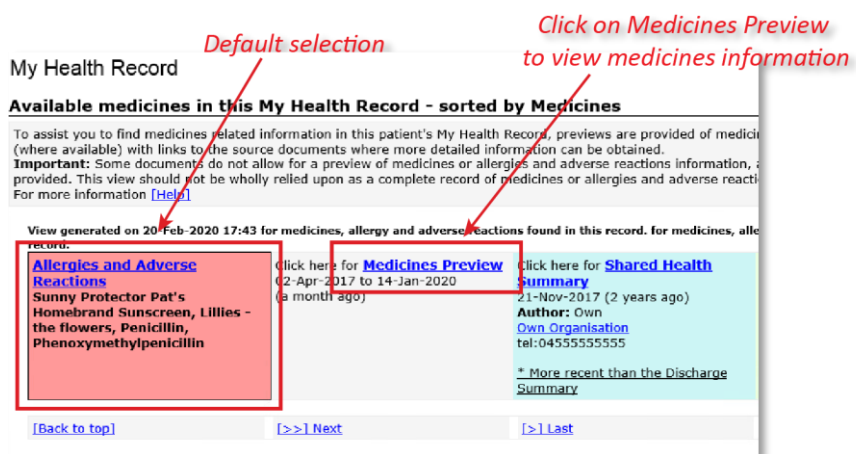 Default selection
Click on Medicines Preview
to view medicines information
My Health Record
Available medicines in this My Health Record - sorted by Medicines
To assist you to find medicines related information in this patient's My Health Record, previews are provided of medicin
(where available) with links to the source documents where more detailed information can be obtained.
Important: Some documents do not allow for a preview of medicines or allergies and adverse reactions information, a
provided. This view should not be wholly relied upon as a complete record of medicines or allergies and adverse reacti
For more information [Help]
View generated on 20-Feb-2020 17:43 for medicines, allergy and adverse reactions found in this record. for medicines, alle
record.
Allergies and Adverse
Reactions
Sunny Protector Pat's
Homebrand Sunscreen, Lillies -
the flowers, Penicillin,
Phenoxymethylpenicillin
Click here for Medicines Preview
02-Apr-2017 to 14-Jan-2020
(a month ago)
Click here for Shared Health
Summary
21-Nov-2017 (2 years ago)
Author: Own
Own Organisation
tel:04555555555
* More recent than the Discharge
Summary
[Back to top]
[>>] Next
[>] Last